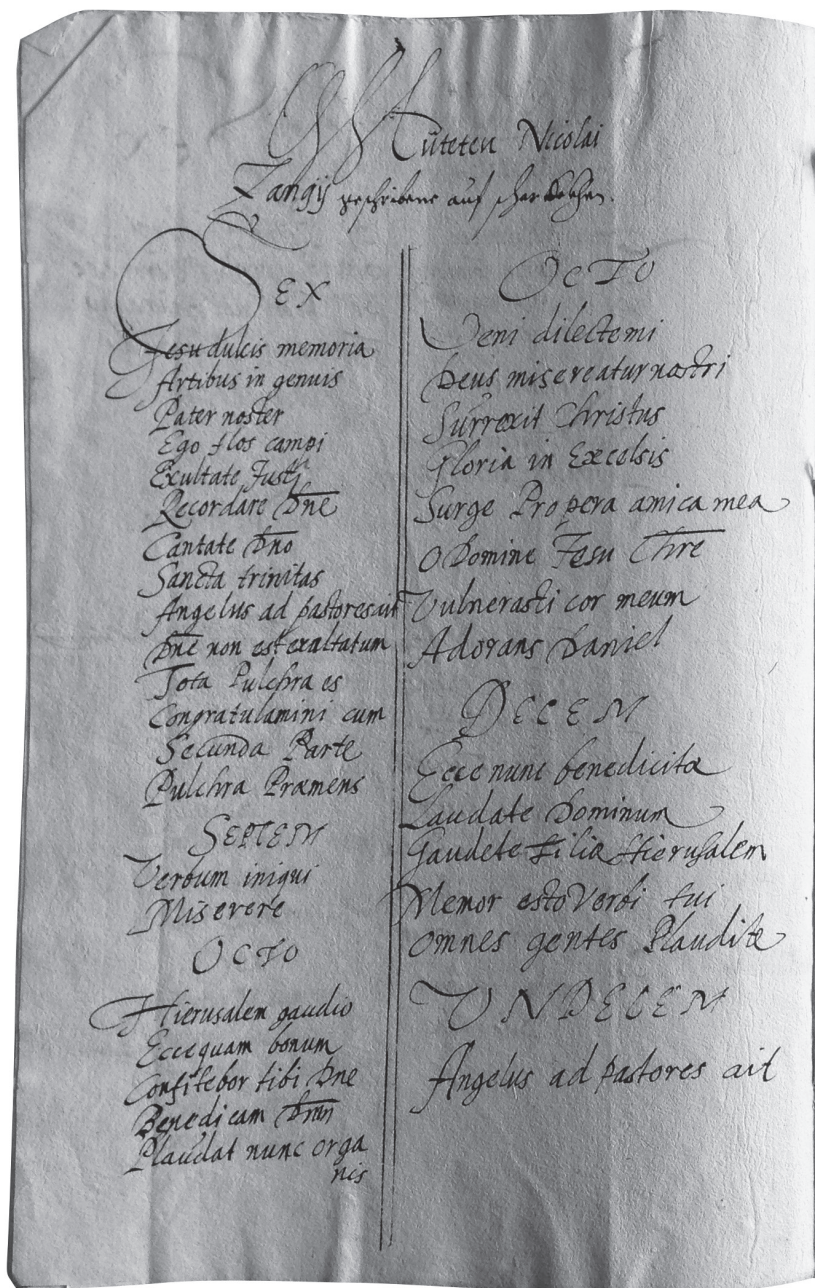 Muteten Nicolai
Zangij geschribene auf
SEX
Jesu dulcis memoria
Artibus in genuis
Pater noster
Ego flos campi
Exultate Justi
Recordare Dne
Cantate Dno
Sancta trinitas
Angelus ad pastores ait
Dne non est exaltatum
Tota Pulchra es
Congratulamini cum
Secunda Parte
Pulchra Præmens
SEPTEM
Verbum iniqui
Miserere
OCTO
Hierusalem gaudio
Ecce quam bonum
Confitebor tibi Dne
Benedicam Dnm
Plaudat nunc orga
nis
OCTO
Veni dilecte mi
Deus misereatur nostri
Surrexit Christus
Gloria in Excelsis
Surge Propera amica mea
O Domine Jesu Chre
Vulnerasti cor meum
Adorans Daniel
DECEM
Ecce nunc benedicite
Laudate Dominum
Gaudete filiæ Hierusalem
Memor esto Verbi tui
Omnes gentes Plaudite
UNDECEM
Angelus ad pastores ait